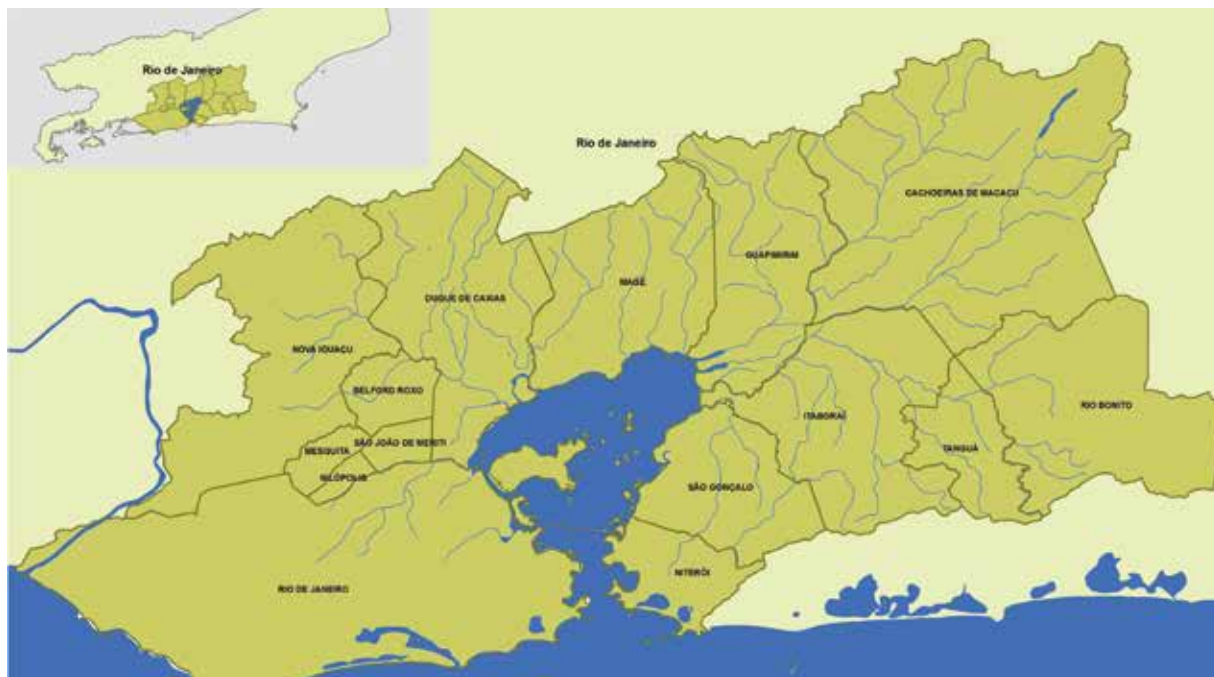 Rio de Janeiro
Rio de Janeiro
CACHOEIRAS DE MACACU
GUAPIMIRIM
MAGÉ
DUQUE DE CAXIAS
NOVA IGUAÇU
BELFORD ROXO
RIO BONITO
ITABORAÍ
SÃO JOÃO DE MERITI
MESQUITA
TANGUÁ
NILÓPOLIS
SÃO GONÇALO
NITERÓI
RIO DE JANEIRO